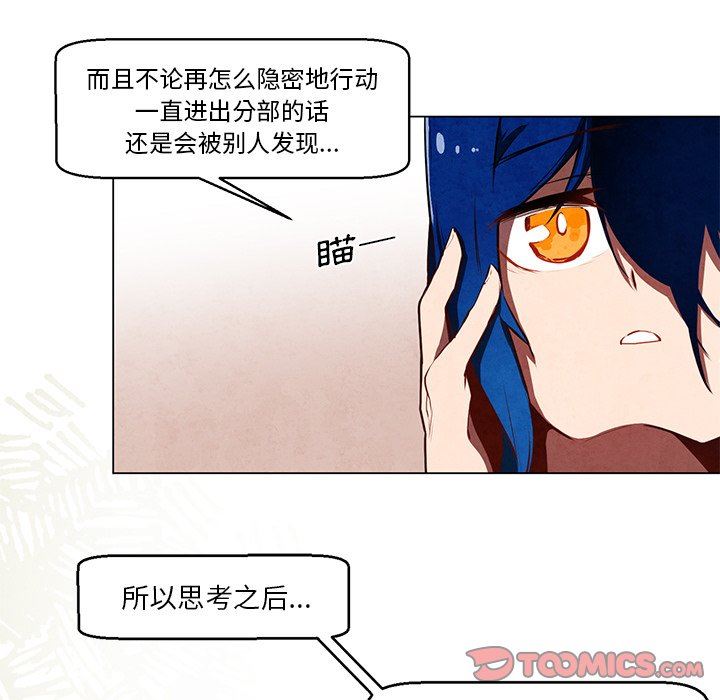 而且不论再怎么隐密地行动
一直进出分部的话
还是会被别人发现...
瞄一
所以思考之后...
TOOMICS.COM